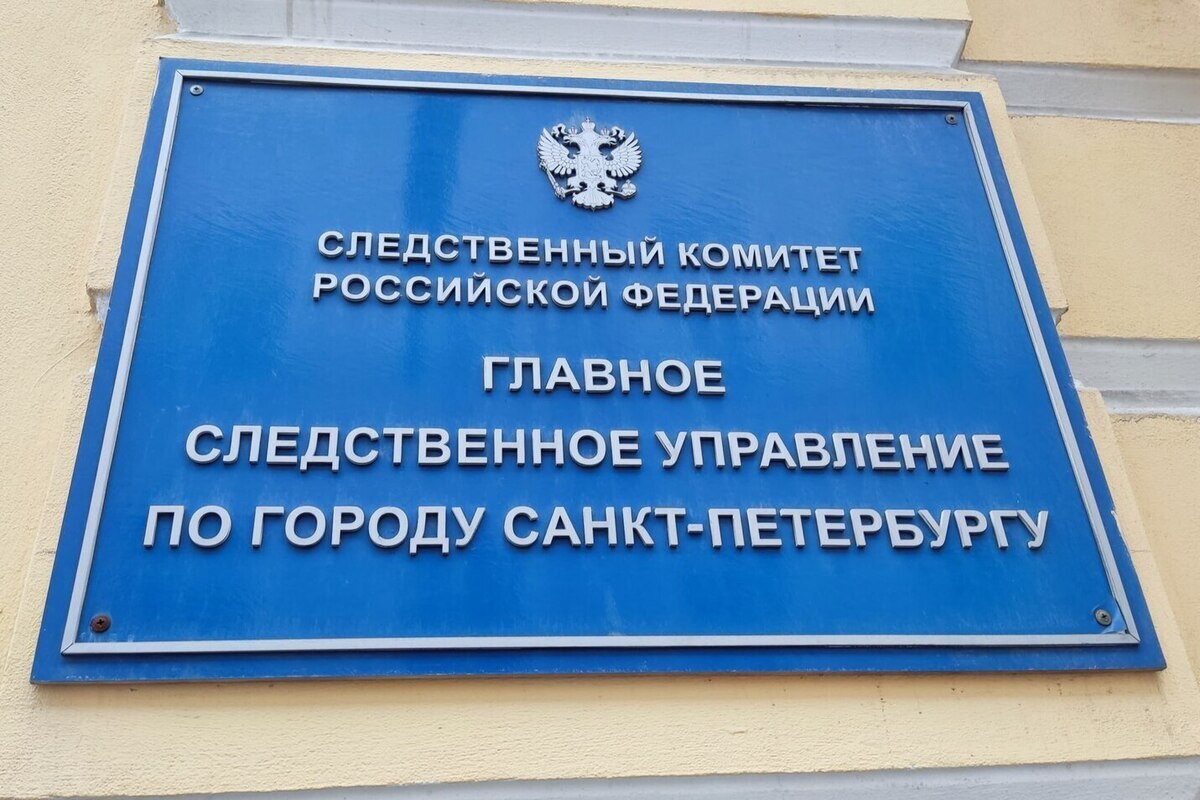 СЛЕДСТВЕННЫЙ КОМИТЕТ
РОССИЙСКОЙ ФЕДЕРАЦИИ
ГЛАВНОЕ
СЛЕДСТВЕННОЕ УПРАВЛЕНИЕ
ПО ГОРОДУ САНКТ-ПЕТЕРБУРГУ